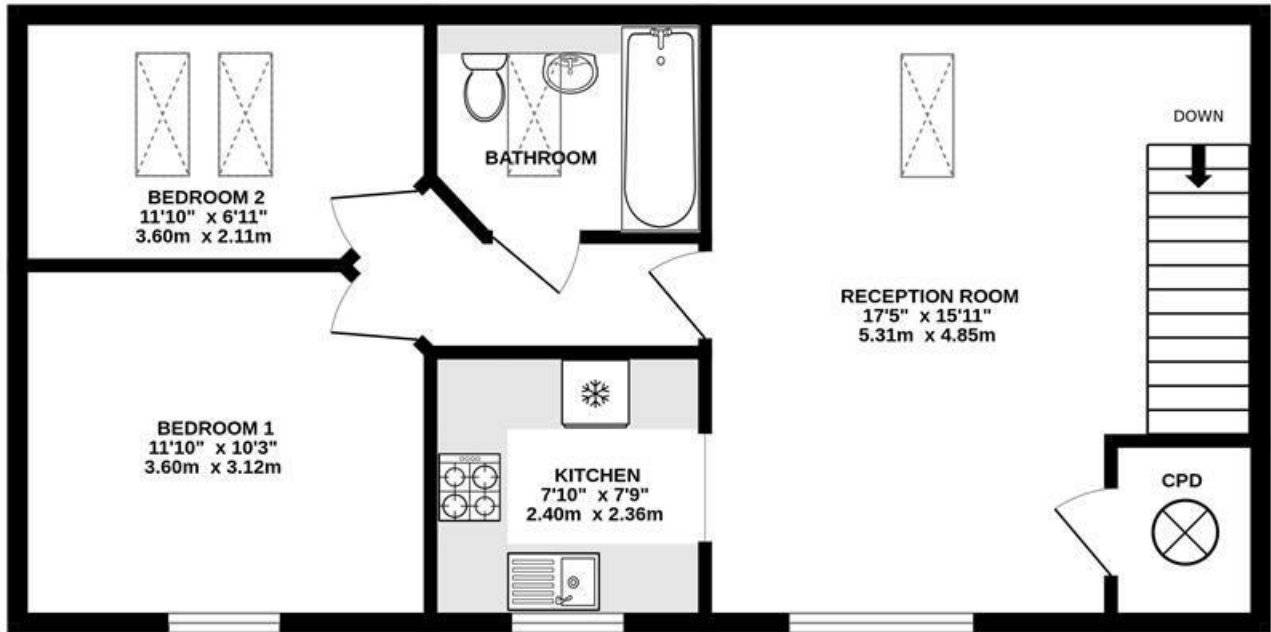 BEDROOM 2
11'10" x 6'11"
3.60m x 2.11m
BATHROOM
DOWN
RECEPTION ROOM
17'5" x 15'11"
5.31m x 4.85m
BEDROOM 1
11'10" x 10'3"
3.60m x 3.12m
KITCHEN
7'10" x 7'9"
2.40m x 2.36m
CPD